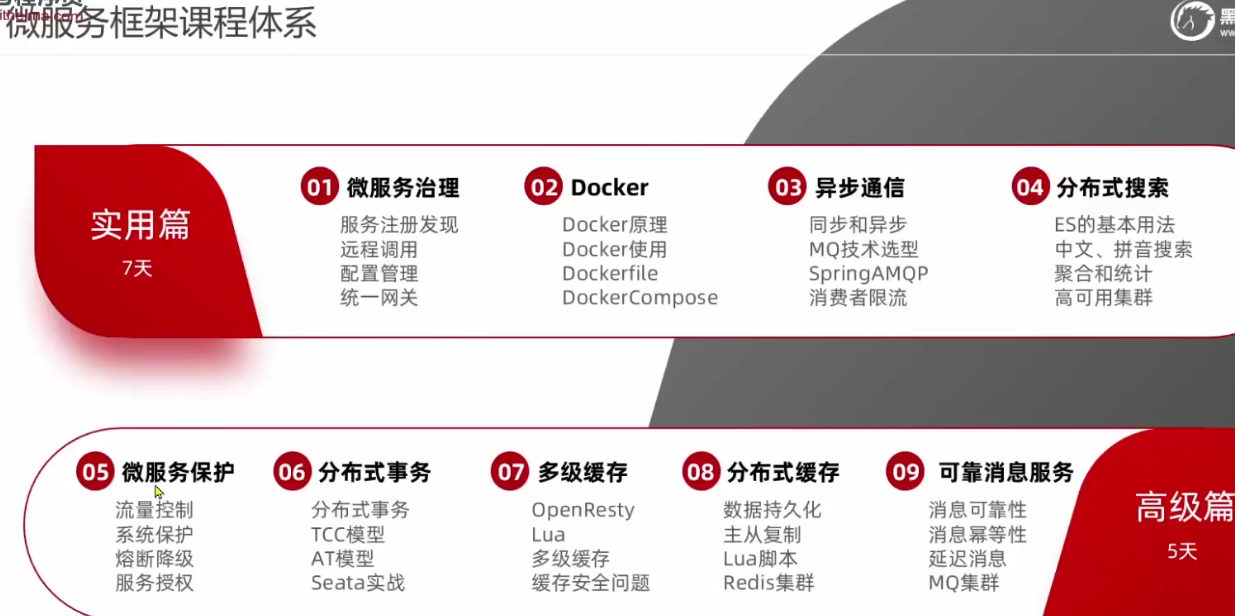 itheima.com
微服务框架课程体系
黑
ww
实用篇
7天
01 微服务治理
服务注册发现
远程调用
配置管理
统一网关
02 Docker
Docker原理
Docker使用
Dockerfile
DockerCompose
03 异步通信
同步和异步
MQ技术选型
SpringAMQP
消费者限流
04 分布式搜索
ES的基本用法
中文、拼音搜索
聚合和统计
高可用集群
05 微服务保护
流量控制
系统保护
熔断降级
服务授权
06 分布式事务
分布式事务
TCC模型
AT模型
Seata实战
07 多级缓存
OpenResty
Lua
多级缓存
缓存安全问题
08 分布式缓存
数据持久化
主从复制
Lua脚本
Redis集群
09 可靠消息服务
消息可靠性
消息幂等性
延迟消息
MQ集群
高级篇
5天